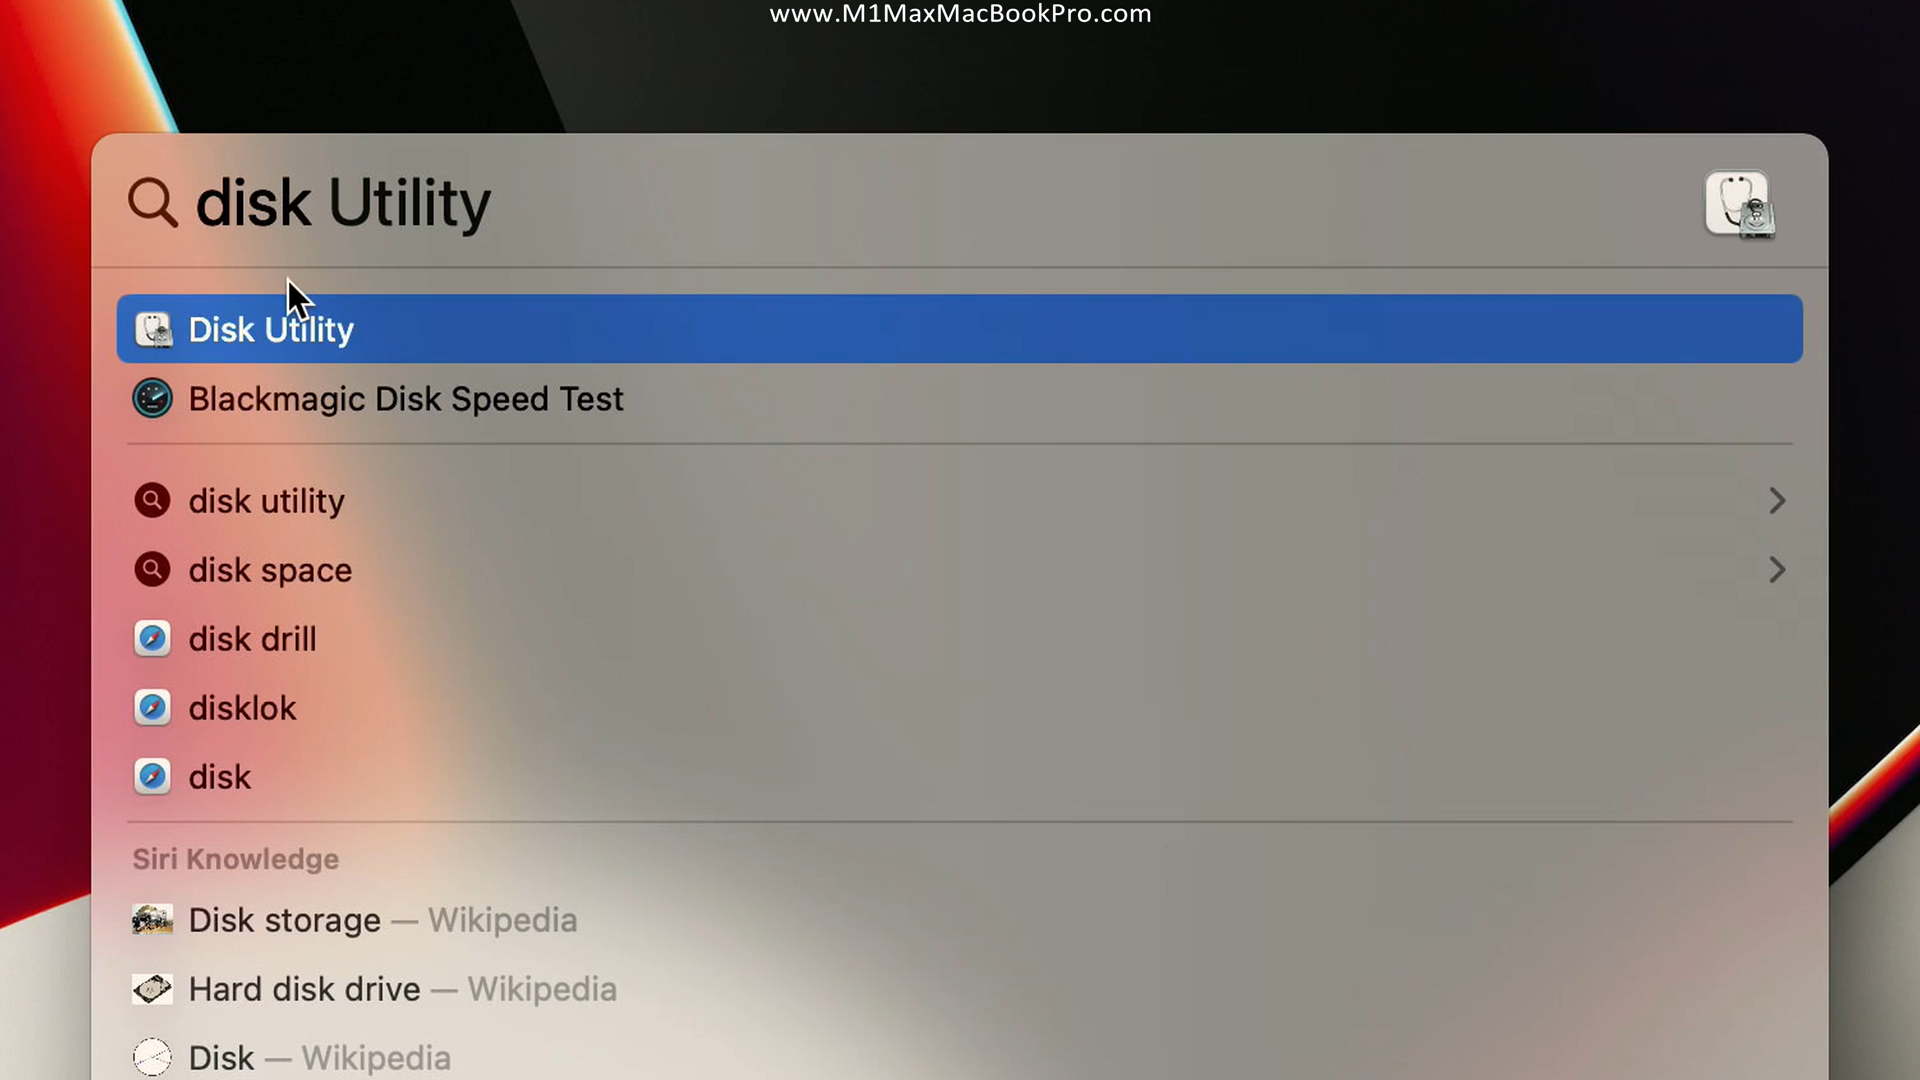 www.M1MaxMacBookPro.com
disk Utility
Disk Utility
Blackmagic Disk Speed Test
disk utility
disk space
disk drill
disklok
disk
Siri Knowledge
Disk storage — Wikipedia
Hard disk drive — Wikipedia
Disk — Wikipedia